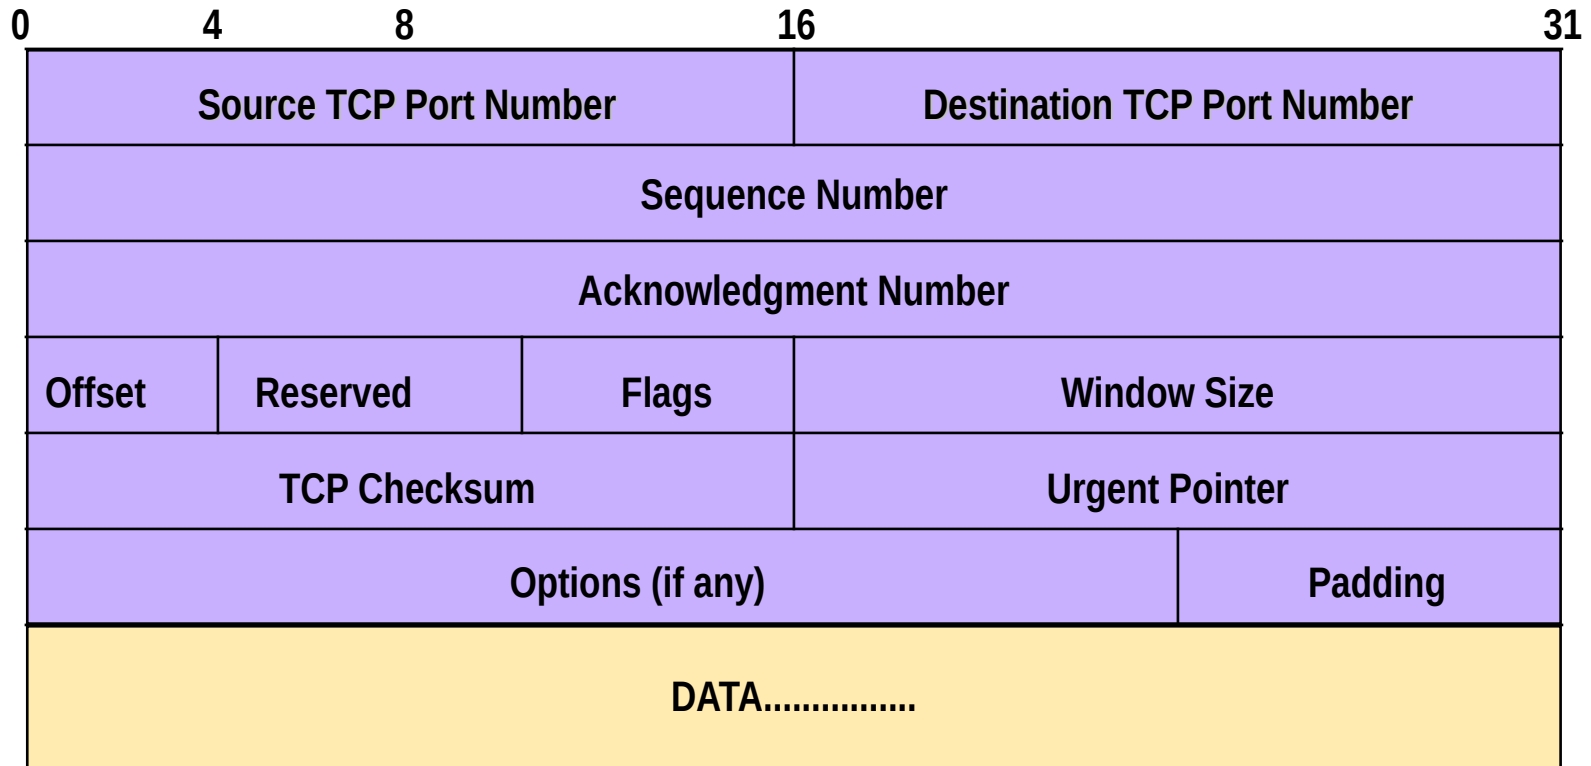 0 4 8 16 31
Source TCP Port Number Destination TCP Port Number
Sequence Number
Acknowledgment Number
Offset Reserved Flags Window Size
TCP Checksum Urgent Pointer
Options (if any) Padding
DATA................